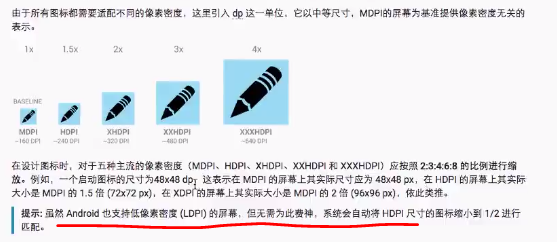 由于所有图标都需要适配不同的像素密度，这里引入 dp 这一单位，它以中等尺寸，MDPI的屏幕为基准提供像素密度无关的
表示。
1x 1.5x 2x 3x 4x
BASELINE
MDPI HDPI XHDPI XXHDPI XXXHDPI
~160 DPI ~240 DPI ~320 DPI ~480 DPI ~640 DPI
在设计图标时，对于五种主流的像素密度（MDPI、HDPI、XHDPI、XXHDPI 和 XXXHDPI）应按照 2:3:4:6:8 的比例进行缩
放。例如，一个启动图标的尺寸为48x48 dp，这表示在 MDPI 的屏幕上其实际尺寸应为 48x48 px，在 HDPI 的屏幕上其实际
大小是 MDPI 的 1.5 倍 (72x72 px)，在 XDPI 的屏幕上其实际大小是 MDPI 的 2 倍 (96x96 px)，依此类推。
提示: 虽然 Android 也支持低像素密度 (LDPI) 的屏幕，但无需为此费神，系统会自动将 HDPI 尺寸的图标缩小到 1/2 进行
匹配。